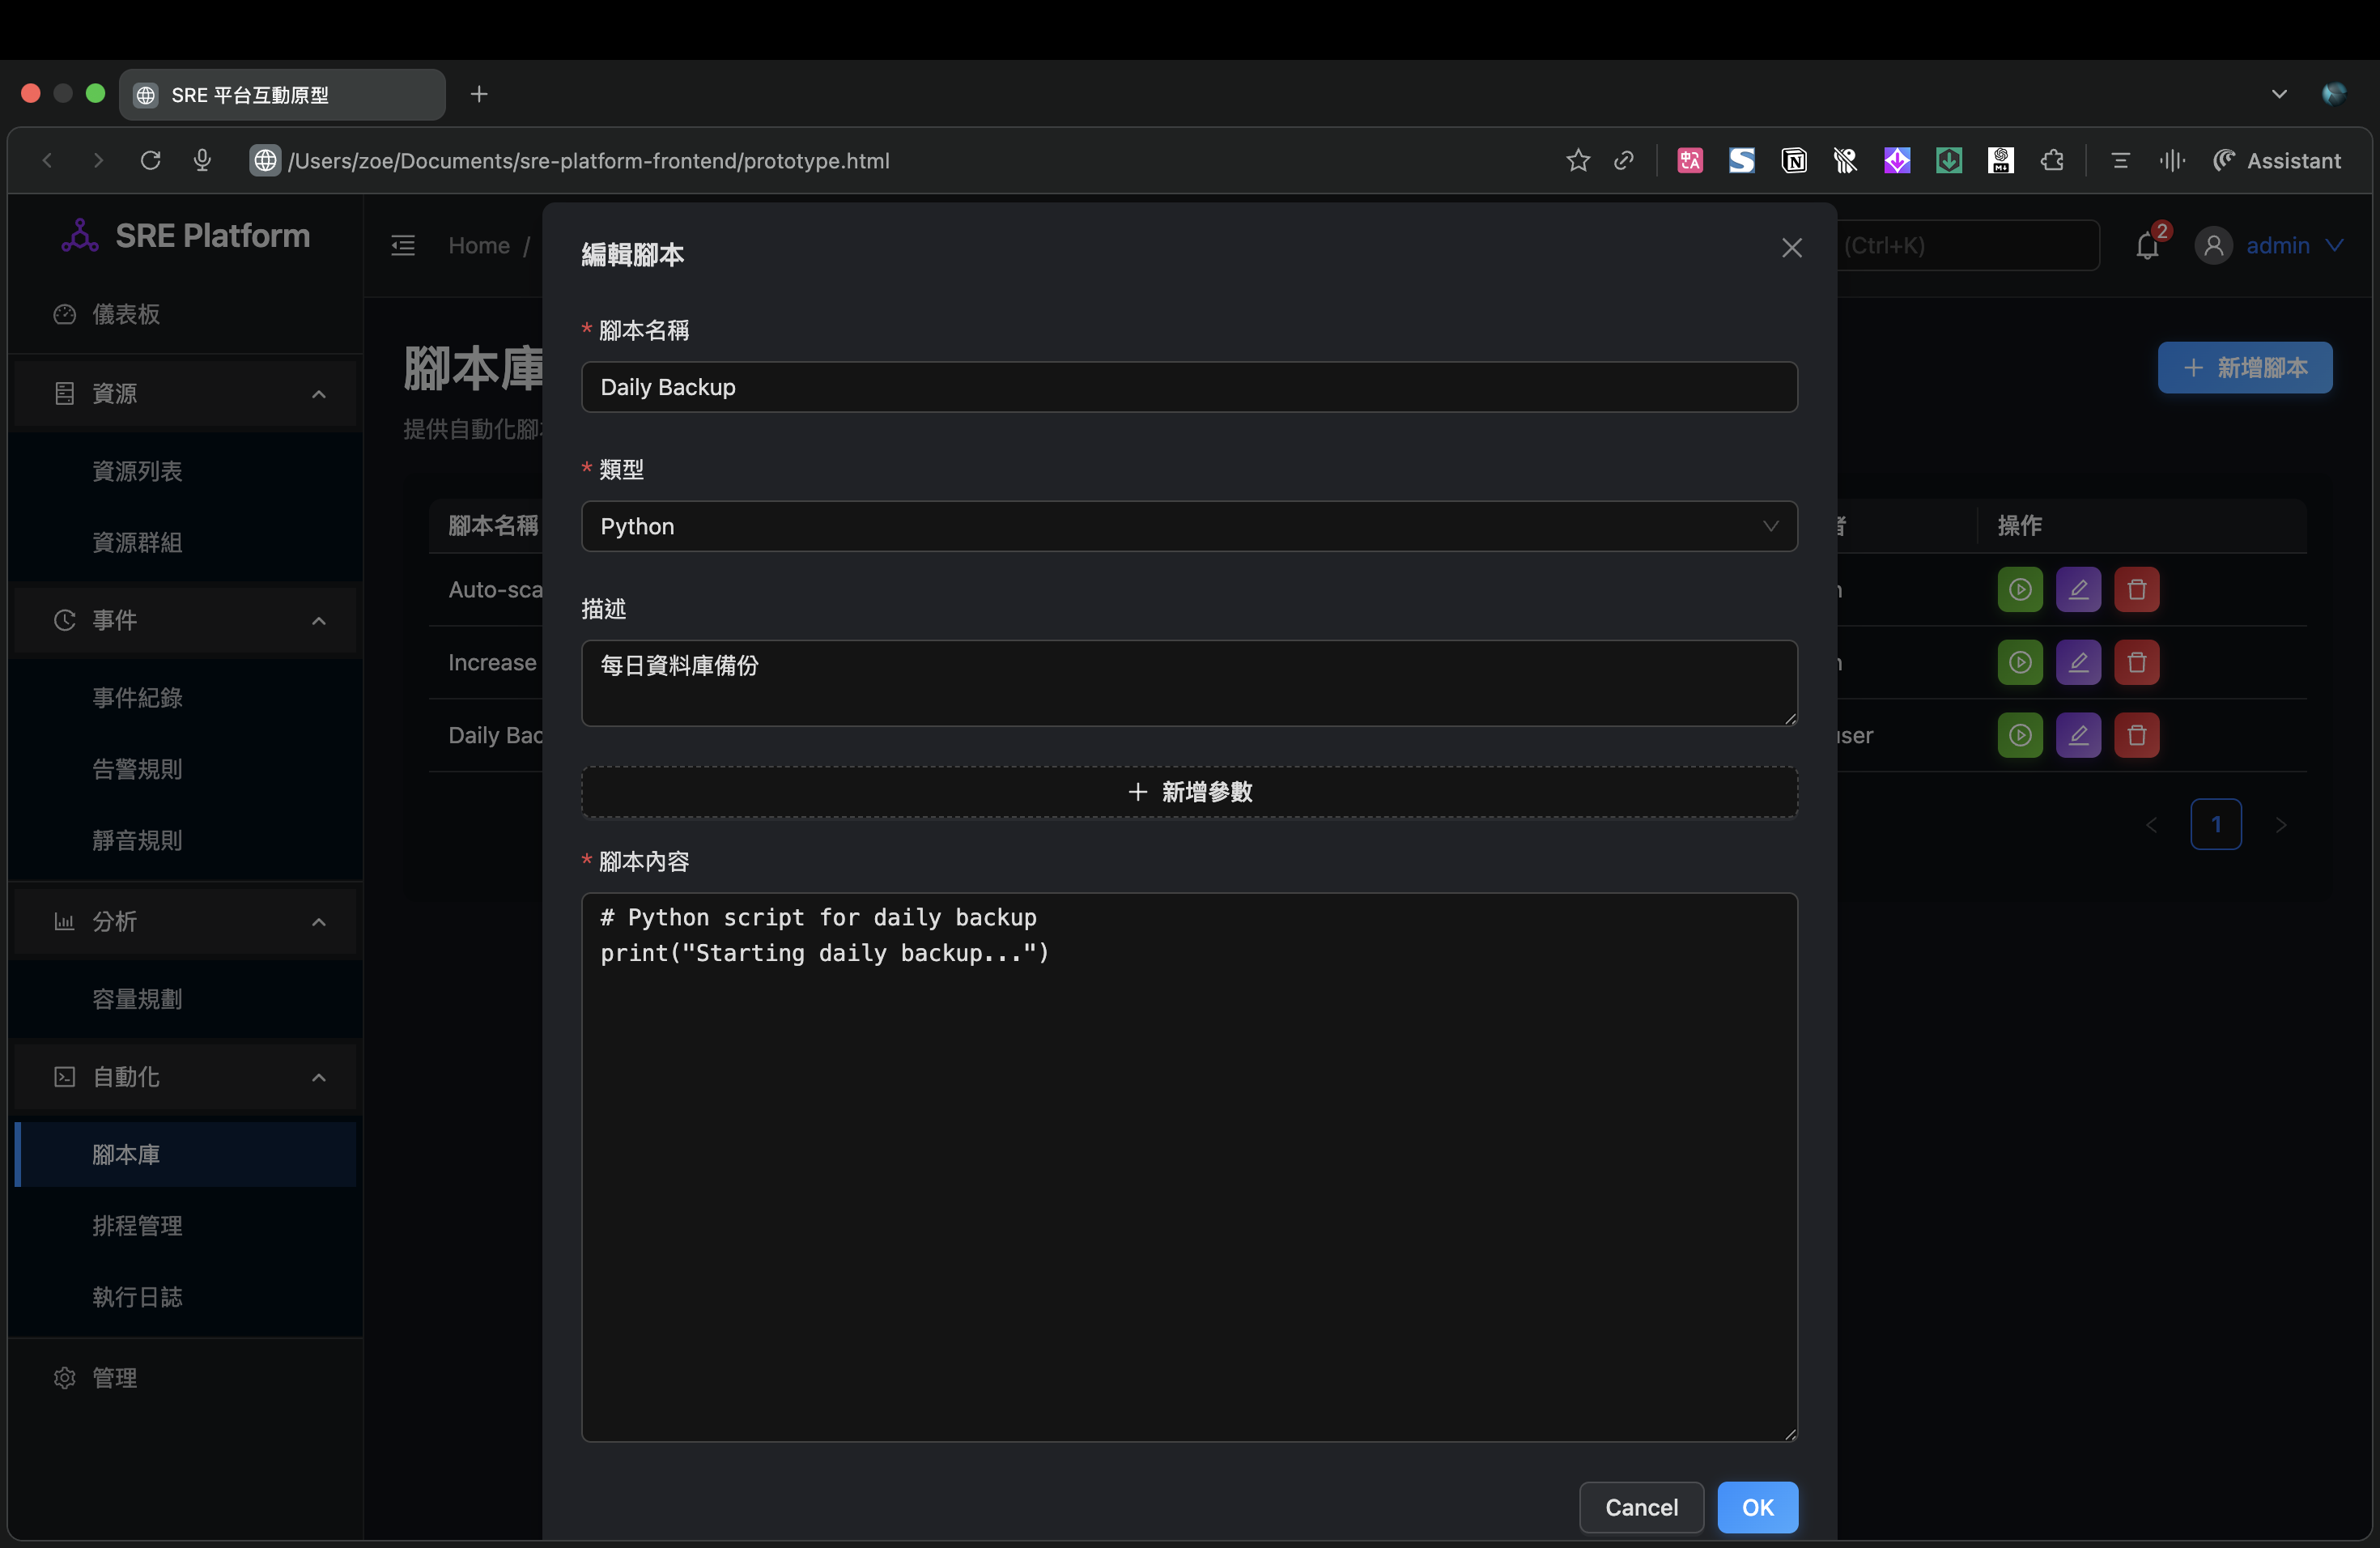 SRE 平台互動原型
/Users/zoe/Documents/sre-platform-frontend/prototype.html
Assistant
SRE Platform
儀表板
資源
資源列表
資源群組
事件
事件紀錄
告警規則
靜音規則
分析
容量規劃
自動化
腳本庫
排程管理
執行日誌
管理
Home /
(Ctrl+K)
2
admin
腳本庫
提供自動化腳
新增腳本
腳本名稱
者
操作
Auto-sca
Increase
Daily Bac
user
1
編輯腳本
* 腳本名稱
Daily Backup
* 類型
Python
描述
每日資料庫備份
新增參數
* 腳本內容
# Python script for daily backup
print("Starting daily backup...")
Cancel
OK